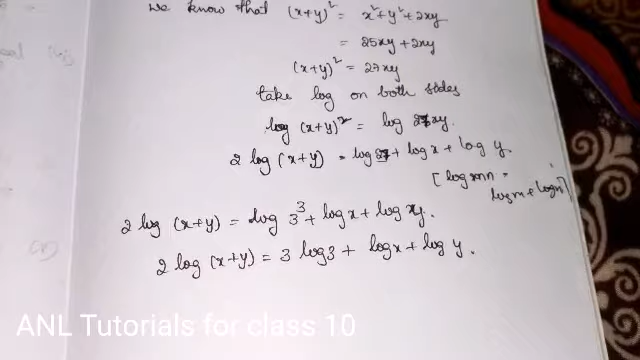 we know that (x+y)² = x²+y²+2xy
= 25xy + 2xy
(x+y)² = 27xy
take log on both sides
log (x+y)² = log 27xy.
2 log (x+y) = log 27 + log x + log y.
[log mn =
log m + log n]
2 log (x+y) = log 3³ + log x + log xy.
2 log (x+y) = 3 log 3 + log x + log y.
ANL Tutorials for class 10